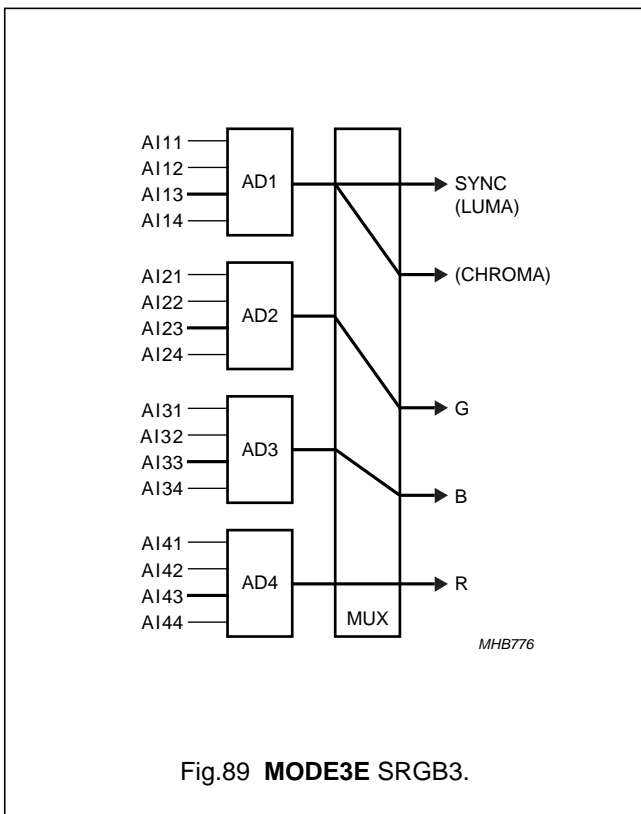 AI11
AI12
AI13
AI14
AD1
SYNC
(LUMA)
(CHROMA)
AI21
AI22
AI23
AI24
AD2
G
AI31
AI32
AI33
AI34
AD3
B
AI41
AI42
AI43
AI44
AD4
R
MUX
MHB776
Fig.89 MODE3E SRGB3.